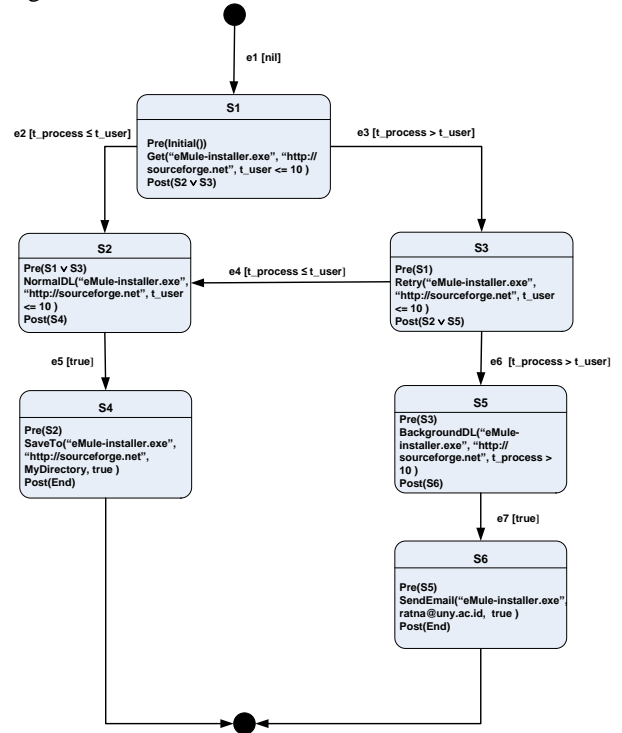 e1 [nil]
S1
Pre(Initial())
Get(“eMule-installer.exe”, “http://
sourceforge.net”, t_user <= 10 )
Post(S2 v S3)
e2 [t_process ≤ t_user]
e3 [t_process > t_user]
S2
Pre(S1 v S3)
NormalDL(“eMule-installer.exe”,
“http://sourceforge.net”, t_user
<= 10 )
Post(S4)
e4 [t_process ≤ t_user]
S3
Pre(S1)
Retry(“eMule-installer.exe”,
“http://sourceforge.net”, t_user
<= 10 )
Post(S2 v S5)
e5 [true]
e6 [t_process > t_user]
S4
Pre(S2)
SaveTo(“eMule-installer.exe”,
“http://sourceforge.net”,
MyDirectory, true )
Post(End)
S5
Pre(S3)
BackgroundDL(“eMule-
installer.exe”, “http://
sourceforge.net”, t_process >
10 )
Post(S6)
e7 [true]
S6
Pre(S5)
SendEmail(“eMule-installer.exe”,
ratna@uny.ac.id, true )
Post(End)